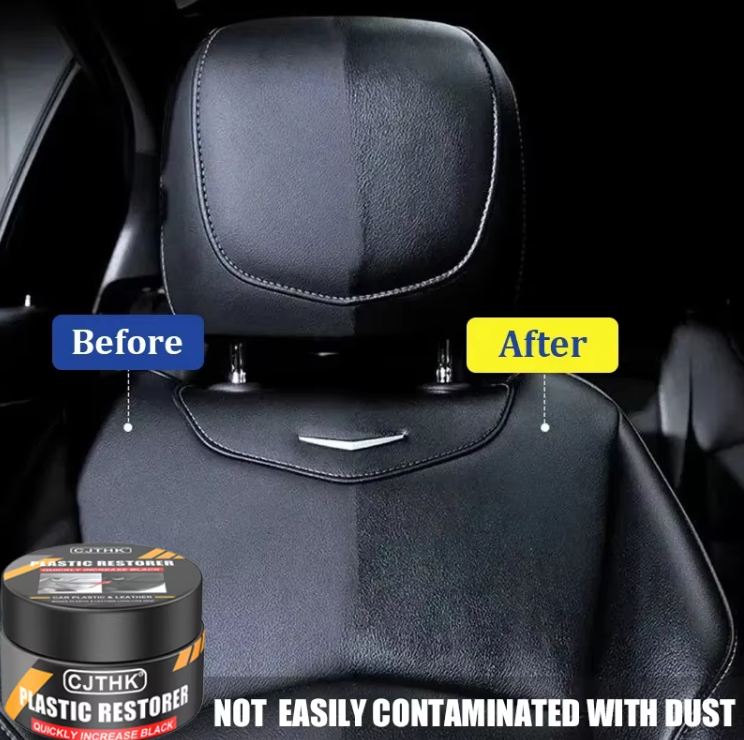 Before
After
CJTHK
PLASTIC RESTORER
QUICKLY INCREASE BLACK
CAR PLASTIC & LEATHER
CJTHK®
PLASTIC RESTORER
QUICKLY INCREASE BLACK
NOT EASILY CONTAMINATED WITH DUST